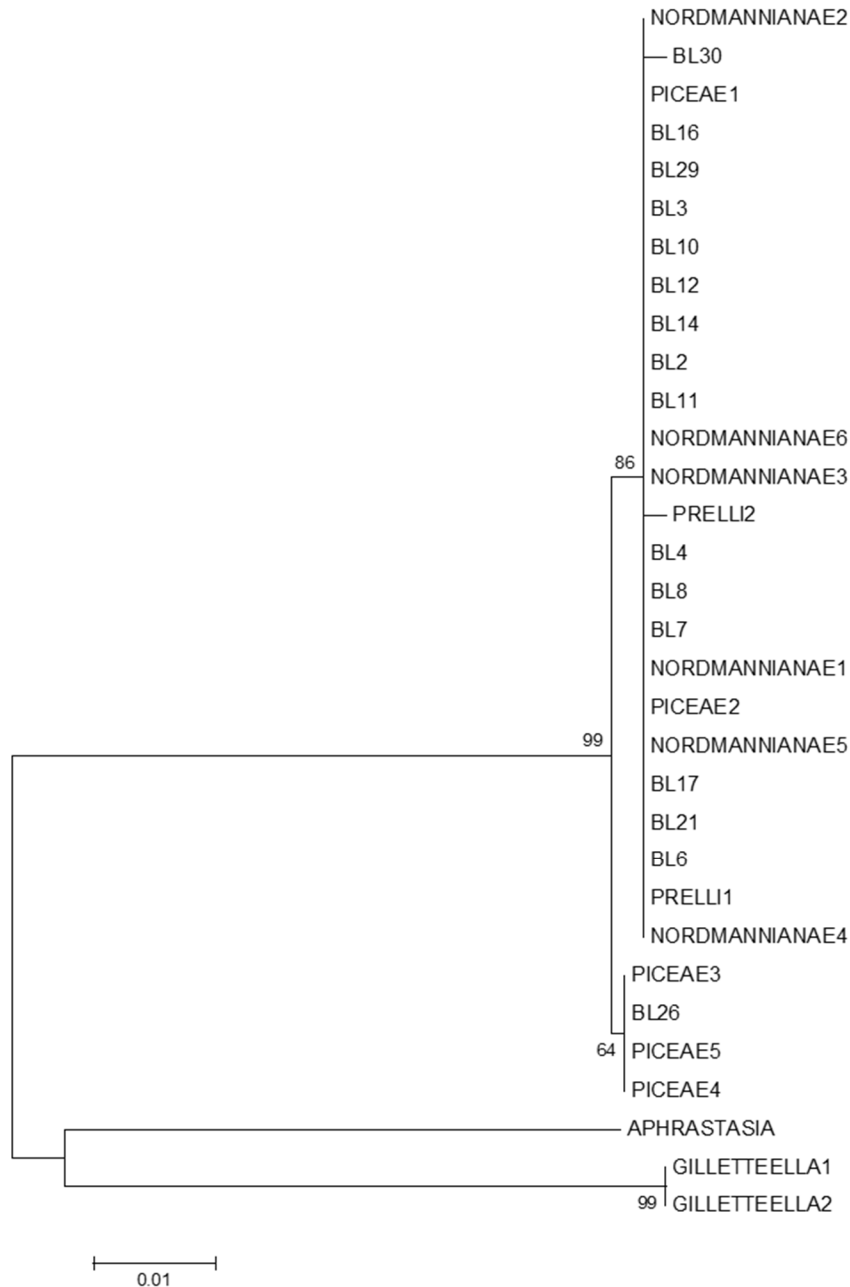 NORDMANNIANAE2
BL30
PICEAE1
BL16
BL29
BL3
BL10
BL12
BL14
BL2
BL11
NORDMANNIANAE6
86
NORDMANNIANAE3
PRELLI2
BL4
BL8
BL7
NORDMANNIANAE1
PICEAE2
99
NORDMANNIANAE5
BL17
BL21
BL6
PRELLI1
NORDMANNIANAE4
PICEAE3
BL26
64
PICEAE5
PICEAE4
APHRASTASIA
GILLETTEELLA1
99
GILLETTEELLA2
0.01